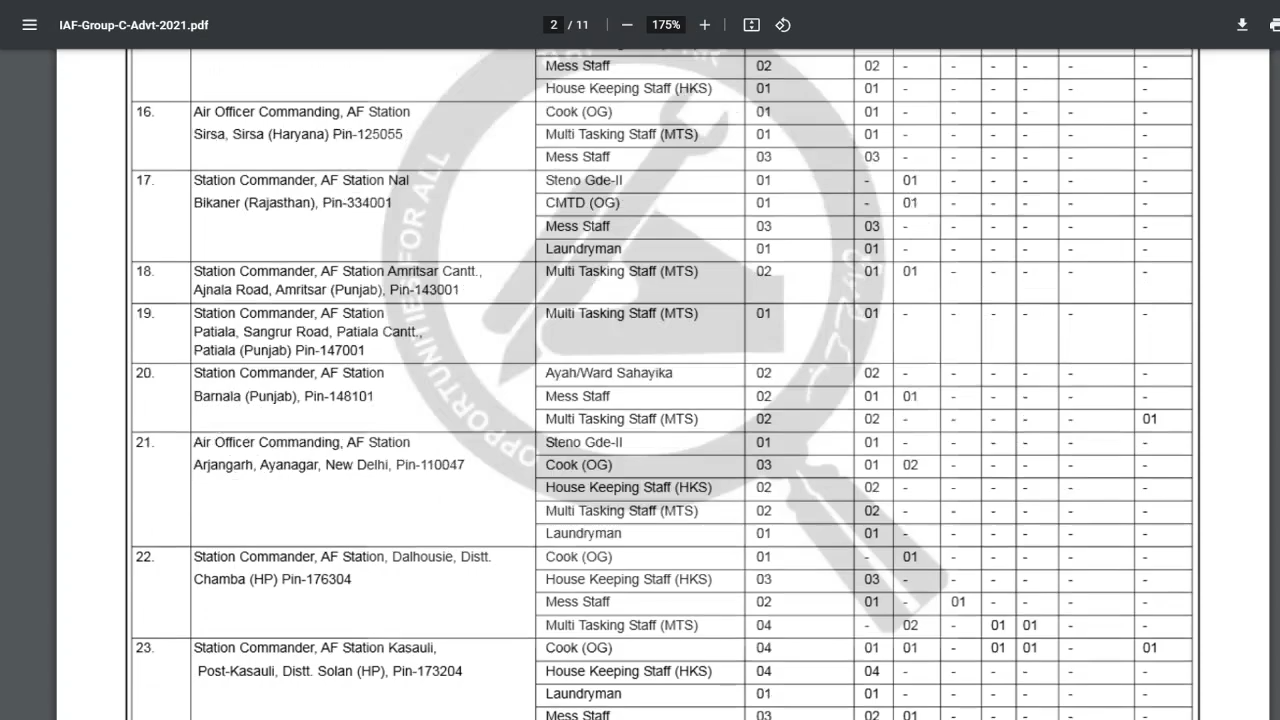 IAF-Group-C-Advt-2021.pdf 2 / 11 175%
Mess Staff 02 02 - - - - - -
House Keeping Staff (HKS) 01 01 - - - - - -
16. Air Officer Commanding, AF Station Cook (OG) 01 01 - - - - - -
Sirsa, Sirsa (Haryana) Pin-125055 Multi Tasking Staff (MTS) 01 01 - - - - - -
Mess Staff 03 03 - - - - - -
17. Station Commander, AF Station Nal Steno Gde-II 01 - 01 - - - - -
Bikaner (Rajasthan), Pin-334001 CMTD (OG) 01 - 01 - - - - -
Mess Staff 03 03 - - - - - -
Laundryman 01 01 - - - - - -
18. Station Commander, AF Station Amritsar Cantt., Multi Tasking Staff (MTS) 02 01 01 - - - - -
Ajnala Road, Amritsar (Punjab), Pin-143001
19. Station Commander, AF Station Multi Tasking Staff (MTS) 01 01 - - - - - -
Patiala, Sangrur Road, Patiala Cantt.,
Patiala (Punjab) Pin-147001
20. Station Commander, AF Station Ayah/Ward Sahayika 02 02 - - - - - -
Barnala (Punjab), Pin-148101 Mess Staff 02 01 01 - - - - -
Multi Tasking Staff (MTS) 02 02 - - - - - 01
21. Air Officer Commanding, AF Station Steno Gde-II 01 01 - - - - - -
Arjangarh, Ayanagar, New Delhi, Pin-110047 Cook (OG) 03 01 02 - - - - -
House Keeping Staff (HKS) 02 02 - - - - - -
Multi Tasking Staff (MTS) 02 02 - - - - - -
Laundryman 01 01 - - - - - -
22. Station Commander, AF Station, Dalhousie, Distt. Cook (OG) 01 - 01 - - - - -
Chamba (HP) Pin-176304 House Keeping Staff (HKS) 03 03 - - - - - -
Mess Staff 02 01 - 01 - - - -
Multi Tasking Staff (MTS) 04 - 02 - 01 01 - -
23. Station Commander, AF Station Kasauli, Cook (OG) 04 01 01 - 01 01 - 01
Post-Kasauli, Distt. Solan (HP), Pin-173204 House Keeping Staff (HKS) 04 04 - - - - - -
Laundryman 01 01 - - - - - -
Mess Staff 03 02 01 - - - - -
OPPORTUNITIES FOR ALL